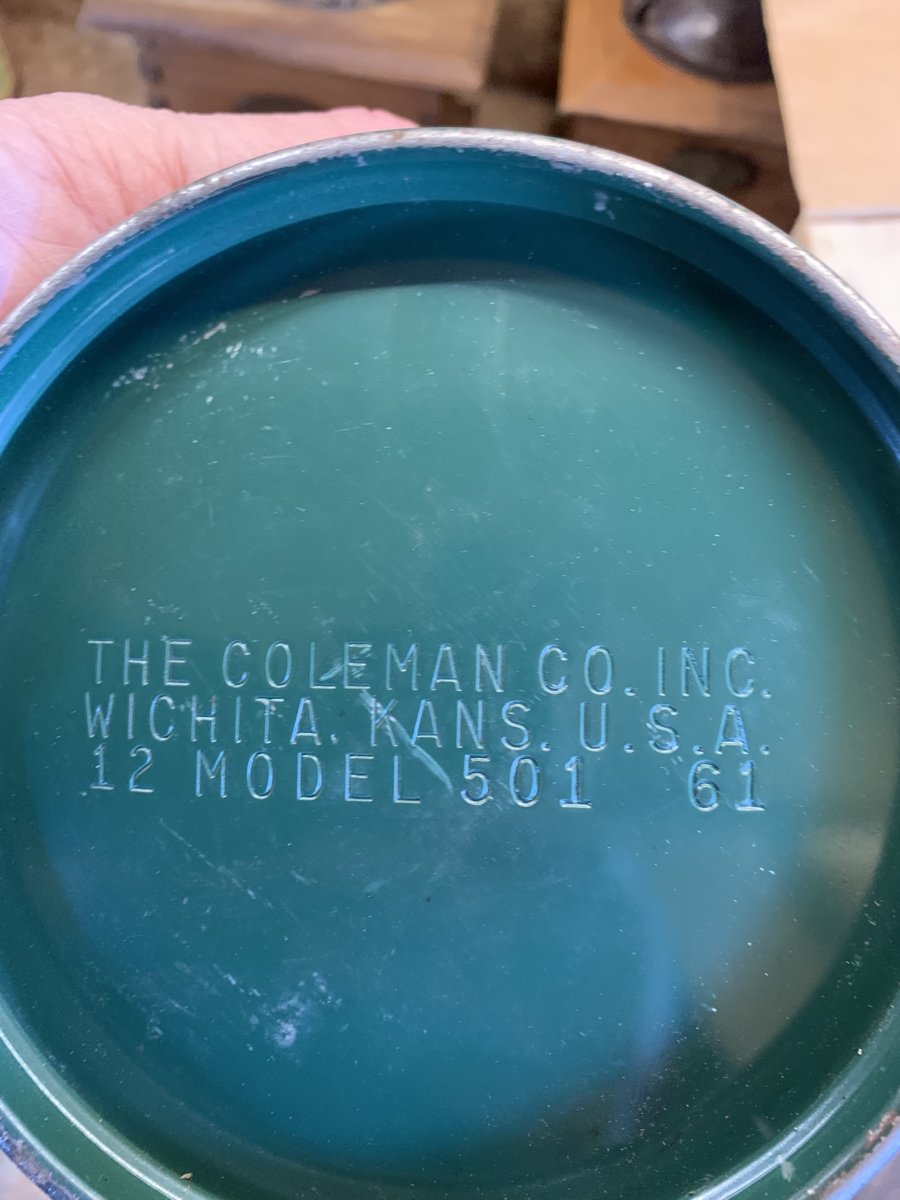 THE COLEMAN CO. INC.
WICHITA. KANS. U.S.A.
12 MODEL 501 61